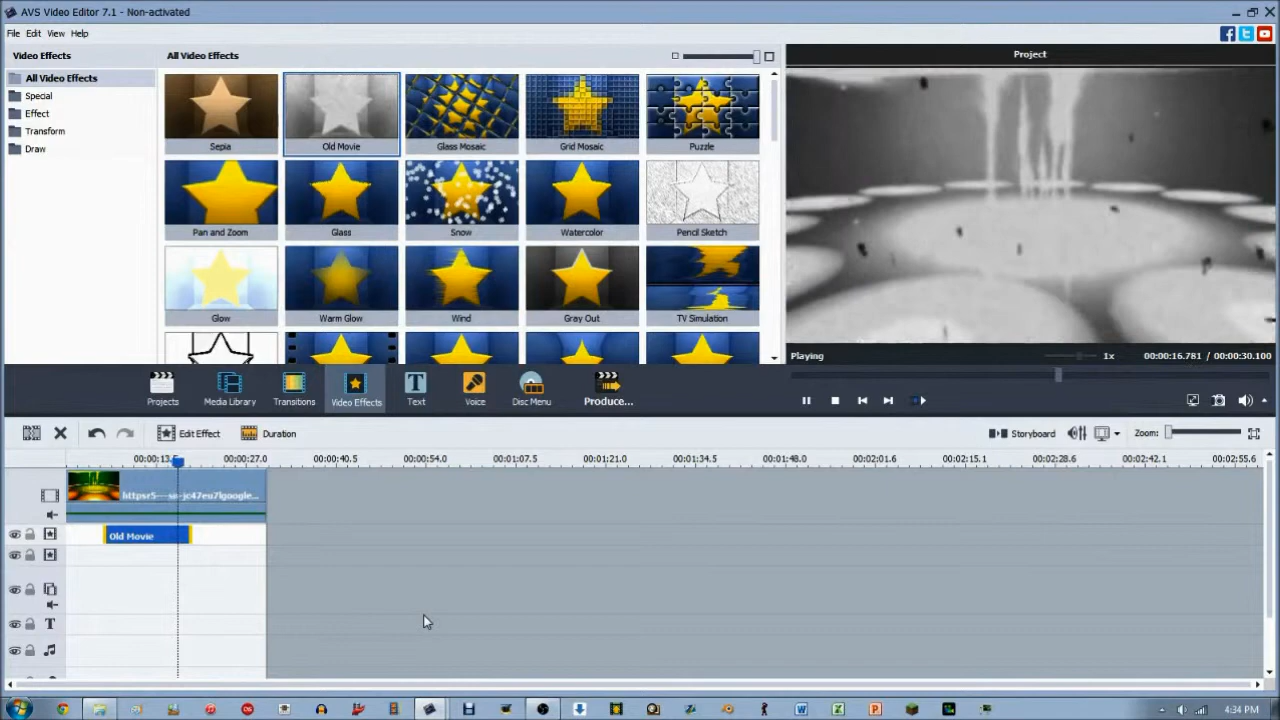 AVS Video Editor 7.1 - Non-activated
File Edit View Help
Video Effects
All Video Effects
Project
All Video Effects
Special
Effect
Transform
Draw
Sepia Old Movie Glass Mosaic Grid Mosaic Puzzle
Pan and Zoom Glass Snow Watercolor Pencil Sketch
Glow Warm Glow Wind Gray Out TV Simulation
Playing 1x 00:00:16.781 / 00:00:30.100
Projects Media Library Transitions Video Effects Text Voice Disc Menu Produce...
Edit Effect Duration Storyboard Zoom:
00:00:13.5 00:00:27.0 00:00:40.5 00:00:54.0 00:01:07.5 00:01:21.0 00:01:34.5 00:01:48.0 00:02:01.6 00:02:15.1 00:02:28.6 00:02:42.1 00:02:55.6
Old Movie
T
4:34 PM